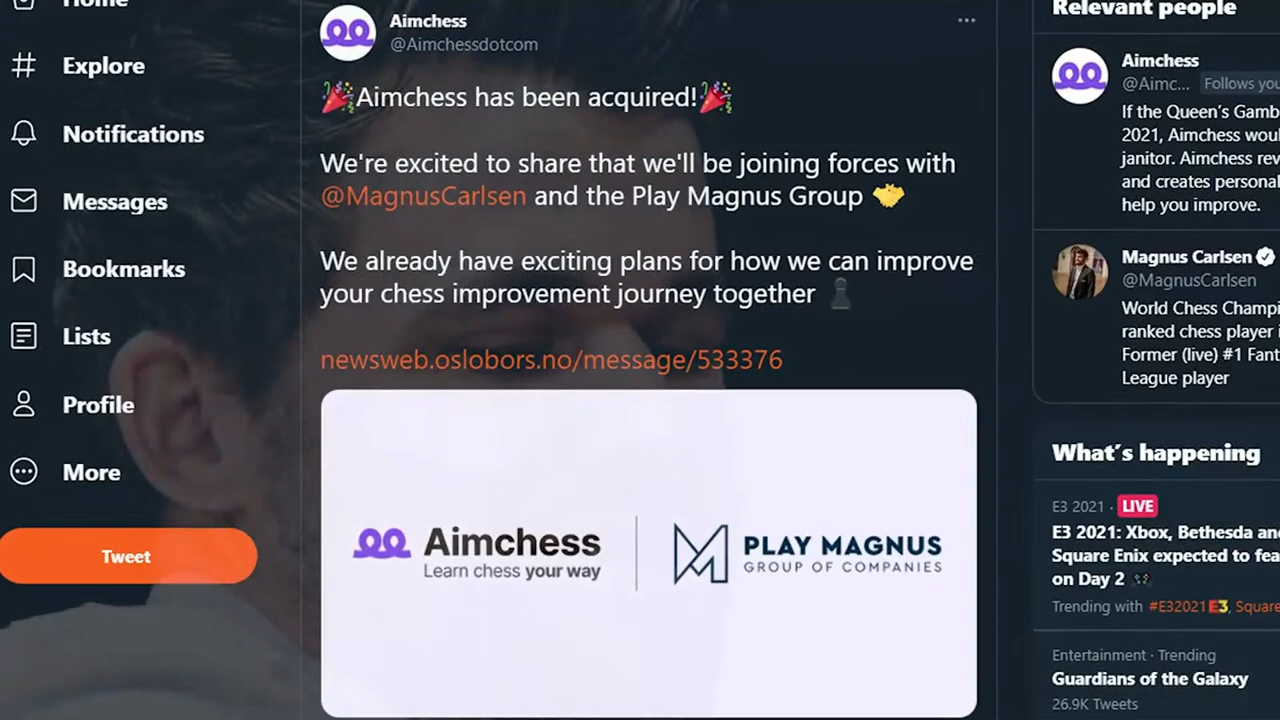 Home
Explore
Notifications
Messages
Bookmarks
Lists
Profile
More
Tweet
Aimchess
@Aimchessdotcom
🎉Aimchess has been acquired!🎉
We're excited to share that we'll be joining forces with
@MagnusCarlsen and the Play Magnus Group 🤝
We already have exciting plans for how we can improve
your chess improvement journey together ♟
newsweb.oslobors.no/message/533376
Aimchess
Learn chess your way
PLAY MAGNUS
GROUP OF COMPANIES
Relevant people
Aimchess
@Aimc... Follows you
If the Queen's Gamb
2021, Aimchess wou
janitor. Aimchess rev
and creates personal
help you improve.
Magnus Carlsen
@MagnusCarlsen
World Chess Champi
ranked chess player i
Former (live) #1 Fant
League player
What's happening
E3 2021 · LIVE
E3 2021: Xbox, Bethesda and
Square Enix expected to fea
on Day 2
Trending with #E32021 E3, Square
Entertainment · Trending
Guardians of the Galaxy
26.9K Tweets